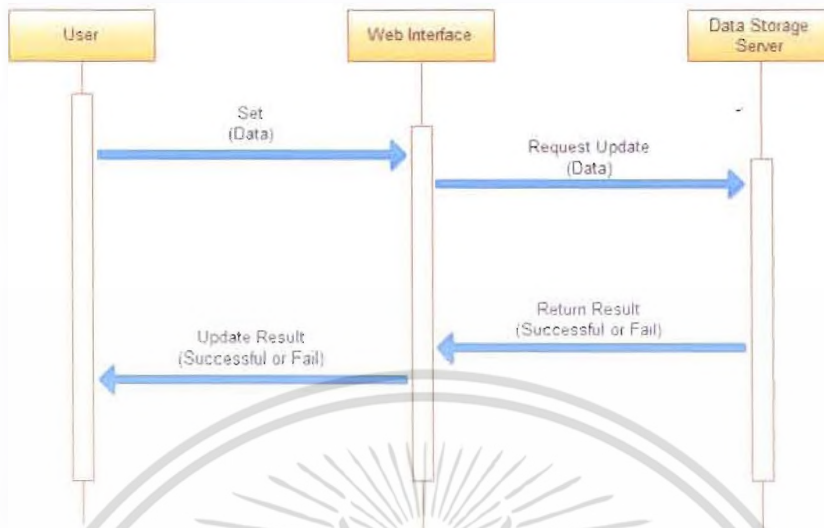 User
Web Interface
Data Storage
Server
Set
(Data)
Request Update
(Data)
Return Result
(Successful or Fail)
Update Result
(Successful or Fail)